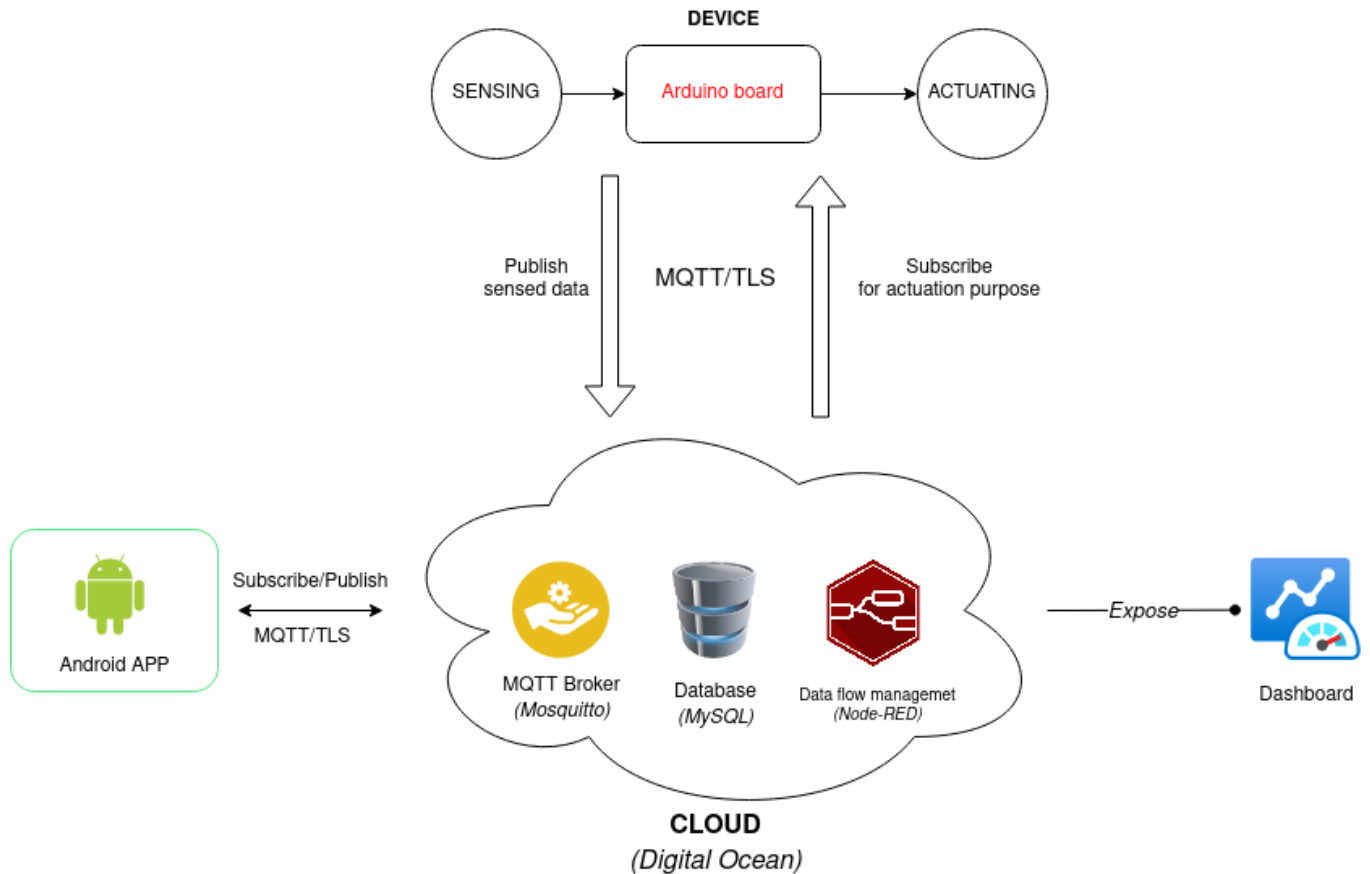 DEVICE
SENSING
Arduino board
ACTUATING
Publish
sensed data
MQTT/TLS
Subscribe
for actuation purpose
Subscribe/Publish
MQTT/TLS
Android APP
MQTT Broker
(Mosquitto)
Database
(MySQL)
Data flow managemet
(Node-RED)
Expose
Dashboard
CLOUD
(Digital Ocean)